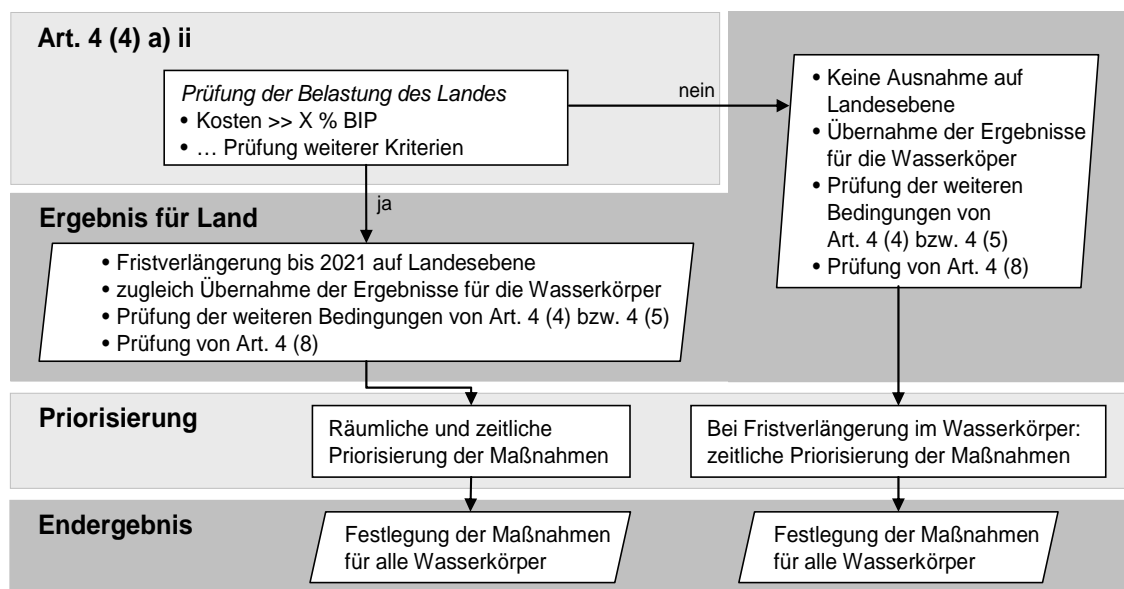 Art. 4 (4) a) ii
Prüfung der Belastung des Landes
• Kosten >> X % BIP
• … Prüfung weiterer Kriterien
nein
• Keine Ausnahme auf
Landesebene
• Übernahme der Ergebnisse
für die Wasserköper
• Prüfung der weiteren
Bedingungen von
Art. 4 (4) bzw. 4 (5)
• Prüfung von Art. 4 (8)
ja
Ergebnis für Land
• Fristverlängerung bis 2021 auf Landesebene
• zugleich Übernahme der Ergebnisse für die Wasserkörper
• Prüfung der weiteren Bedingungen von Art. 4 (4) bzw. 4 (5)
• Prüfung von Art. 4 (8)
Priorisierung
Räumliche und zeitliche
Priorisierung der Maßnahmen
Bei Fristverlängerung im Wasserkörper:
zeitliche Priorisierung der Maßnahmen
Endergebnis
Festlegung der Maßnahmen
für alle Wasserkörper
Festlegung der Maßnahmen
für alle Wasserkörper